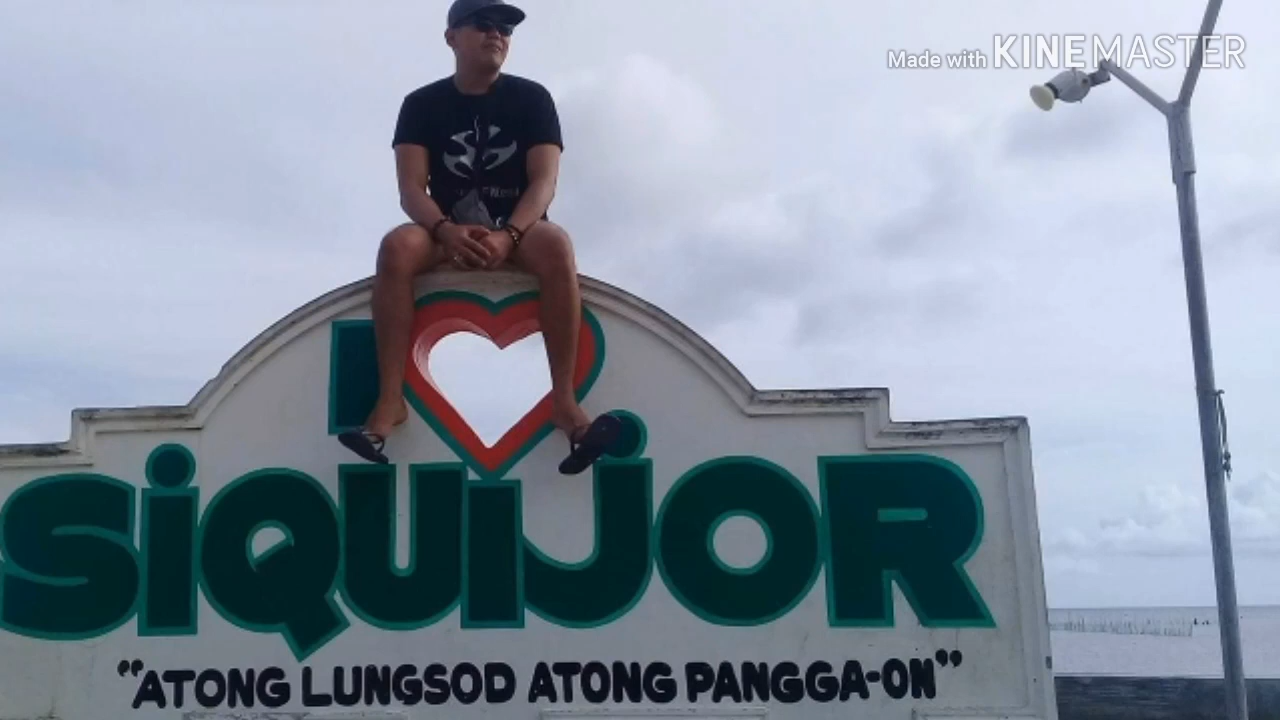 Made with KINEMASTER
I
SiQUiJOR
"ATONG LUNGSOD ATONG PANGGA-ON"